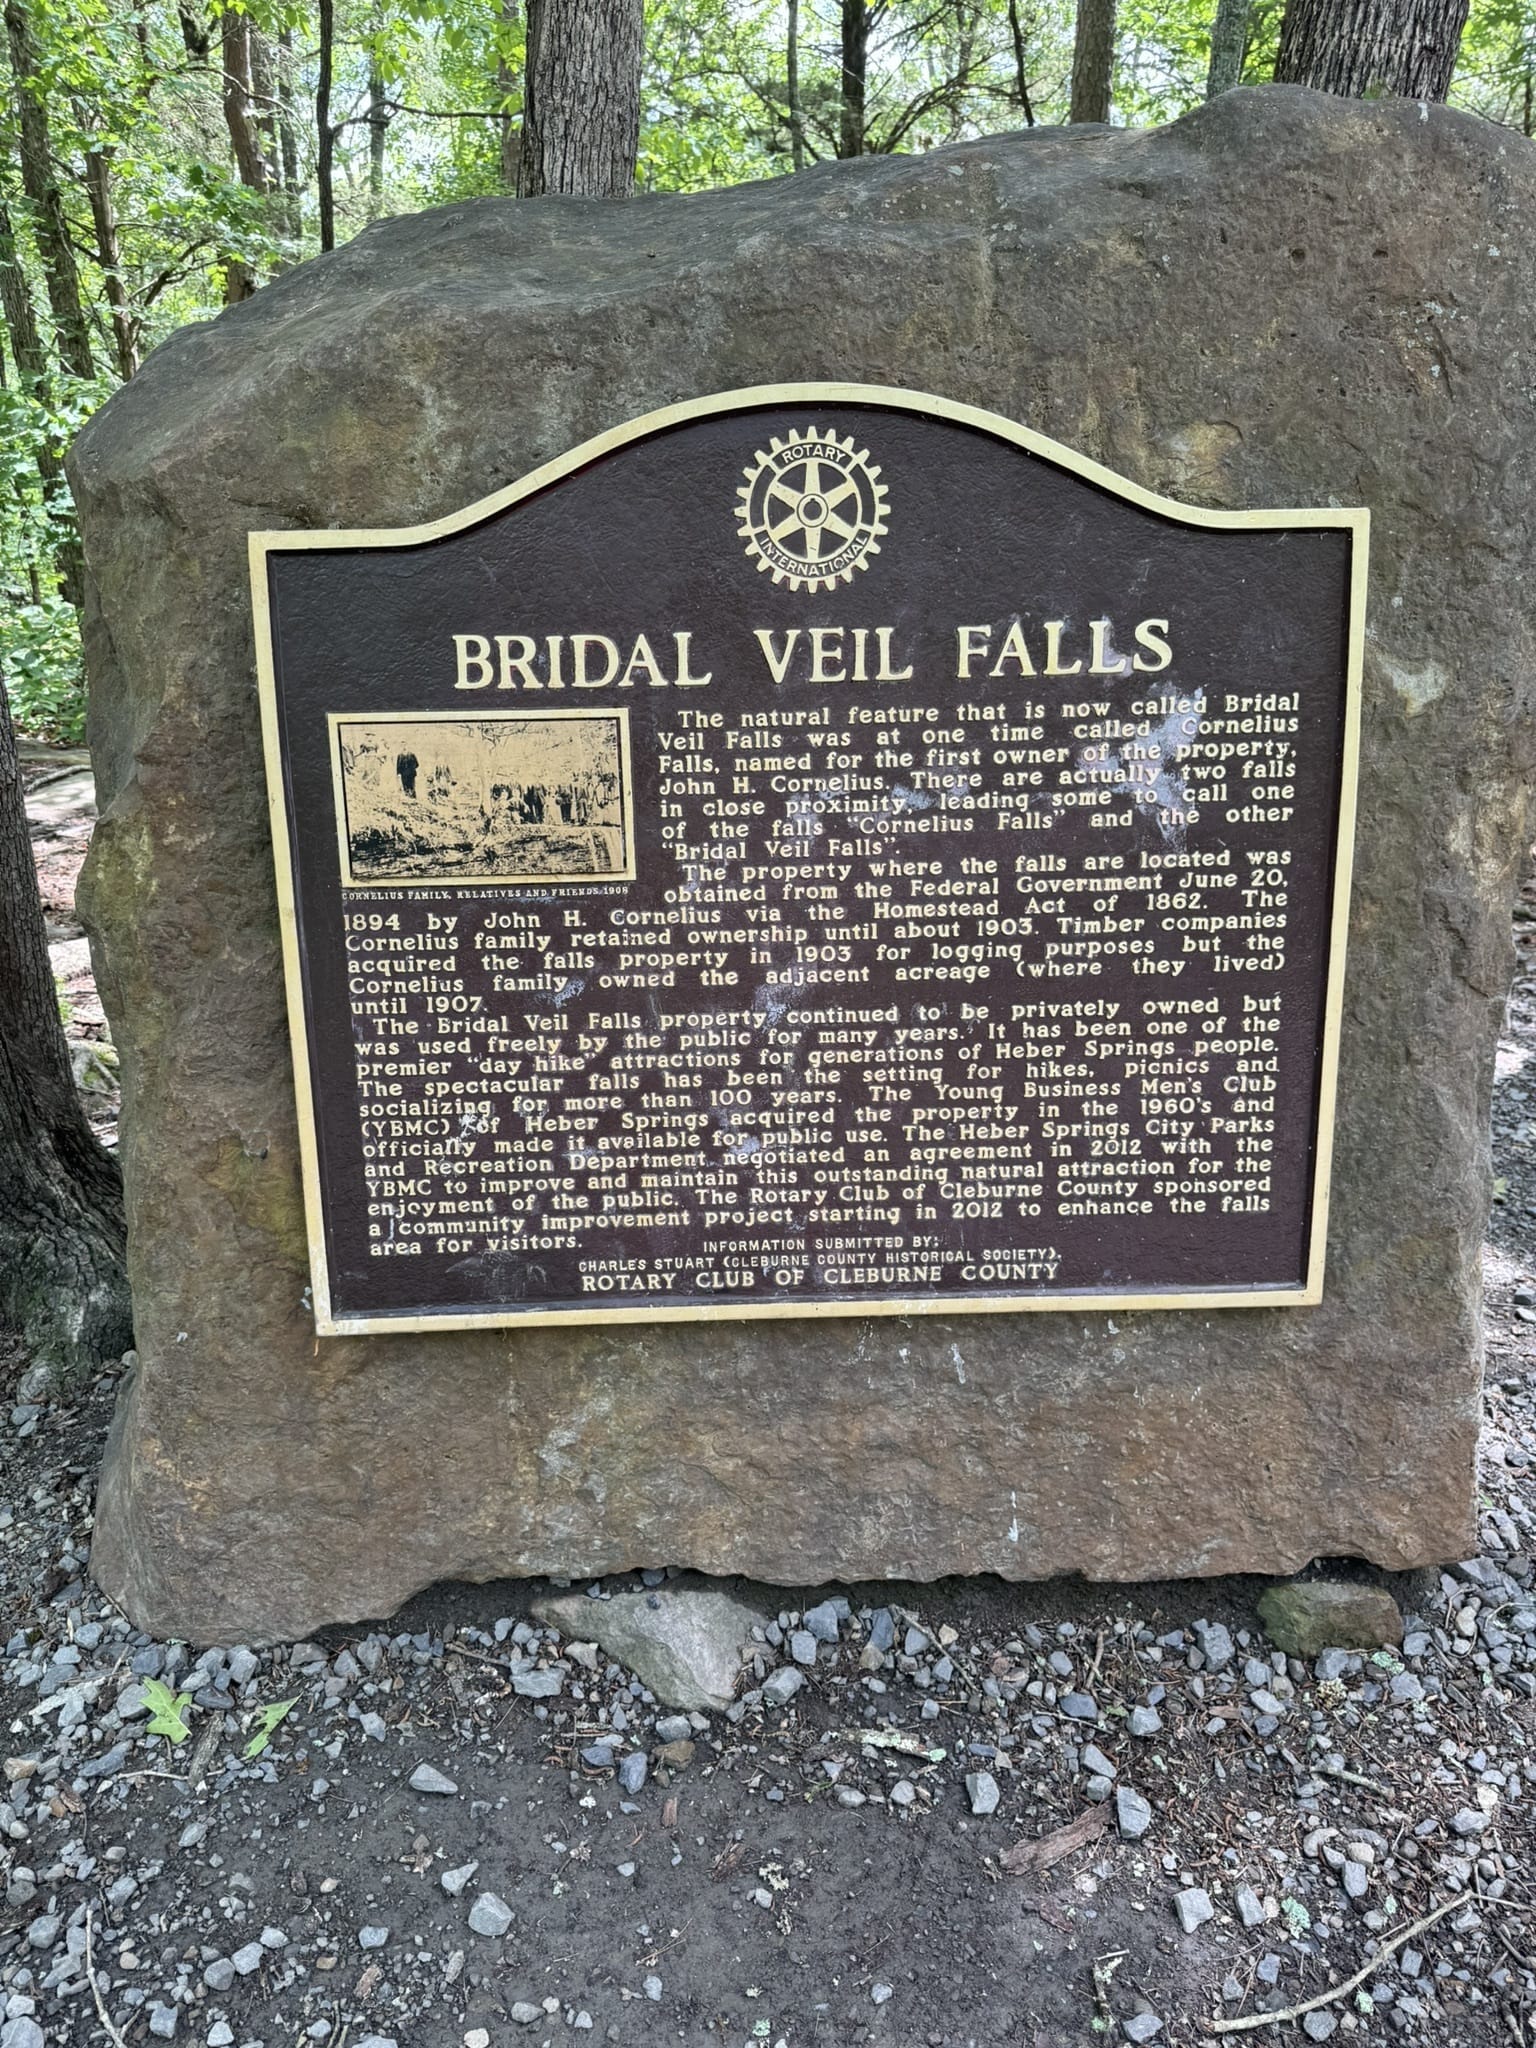 ROTARY
INTERNATIONAL
BRIDAL VEIL FALLS
CORNELIUS FAMILY, RELATIVES AND FRIENDS 1908
The natural feature that is now called Bridal
Veil Falls was at one time called Cornelius
Falls, named for the first owner of the property,
John H. Cornelius. There are actually two falls
in close proximity, leading some to call one
of the falls "Cornelius Falls" and the other
"Bridal Veil Falls".
The property where the falls are located was
obtained from the Federal Government June 20,
1894 by John H. Cornelius via the Homestead Act of 1862. The
Cornelius family retained ownership until about 1903. Timber companies
acquired the falls property in 1903 for logging purposes but the
Cornelius family owned the adjacent acreage (where they lived)
until 1907.
The Bridal Veil Falls property continued to be privately owned but
was used freely by the public for many years. It has been one of the
premier "day hike" attractions for generations of Heber Springs people.
The spectacular falls has been the setting for hikes, picnics and
socializing for more than 100 years. The Young Business Men's Club
(YBMC) of Heber Springs acquired the property in the 1960's and
officially made it available for public use. The Heber Springs City Parks
and Recreation Department negotiated an agreement in 2012 with the
YBMC to improve and maintain this outstanding natural attraction for the
enjoyment of the public. The Rotary Club of Cleburne County sponsored
a community improvement project starting in 2012 to enhance the falls
area for visitors.
INFORMATION SUBMITTED BY:
CHARLES STUART (CLEBURNE COUNTY HISTORICAL SOCIETY).
ROTARY CLUB OF CLEBURNE COUNTY